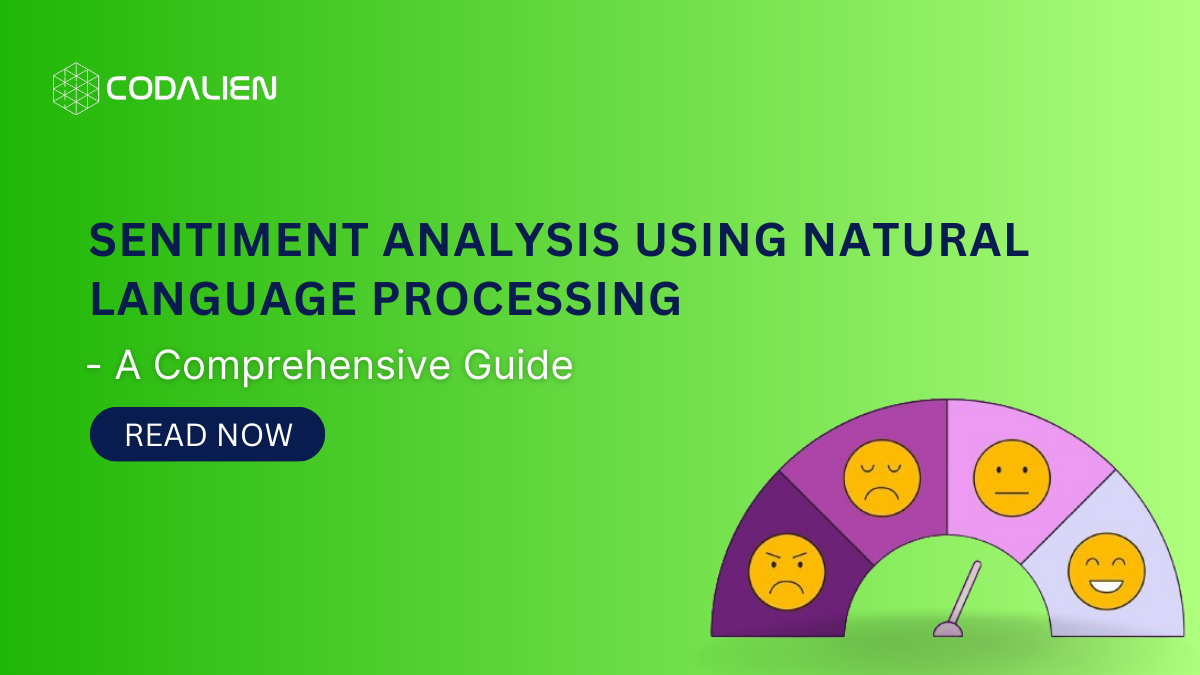 CODALIEN
SENTIMENT ANALYSIS USING NATURAL
LANGUAGE PROCESSING
- A Comprehensive Guide
READ NOW